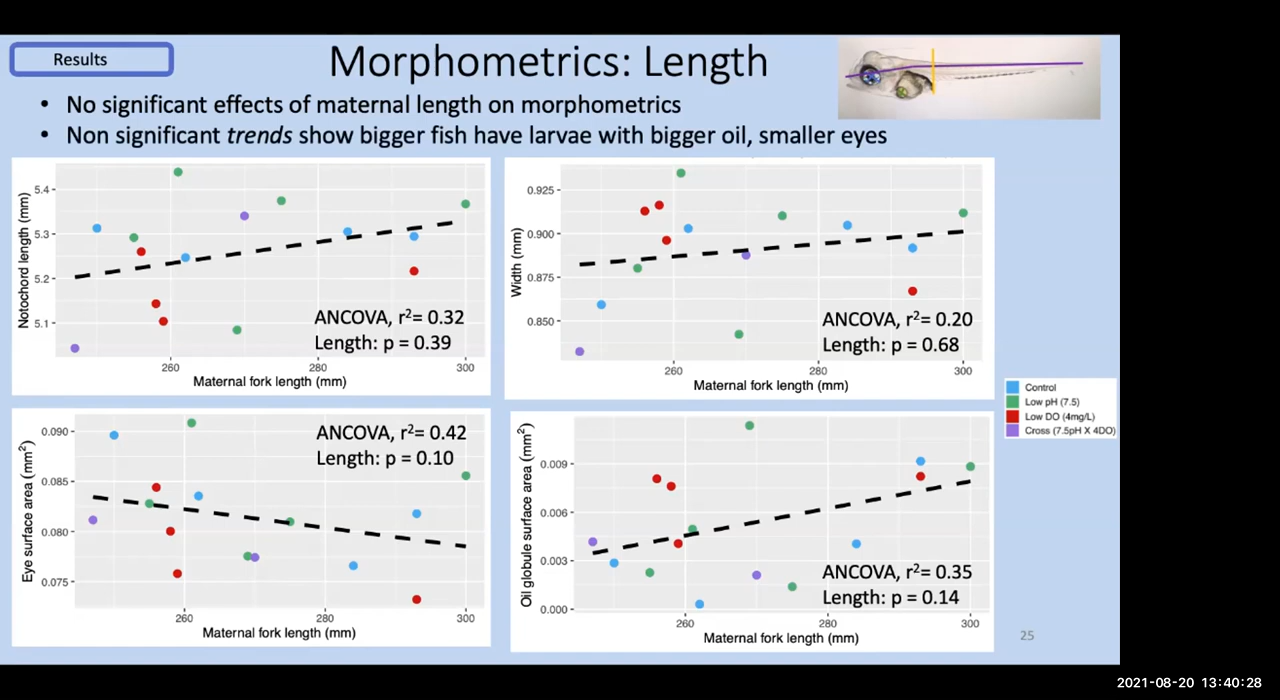 Results
Morphometrics: Length
• No significant effects of maternal length on morphometrics
• Non significant trends show bigger fish have larvae with bigger oil, smaller eyes
Notochord length (mm)
5.4
5.3
5.2
5.1
ANCOVA, r²= 0.32
Length: p = 0.39
260
280
300
Maternal fork length (mm)
Width (mm)
0.925
0.900
0.875
0.850
ANCOVA, r²= 0.20
Length: p = 0.68
260
280
300
Maternal fork length (mm)
Control
Low pH (7.5)
Low DO (4mg/L)
Cross (7.5pH X 4DO)
Eye surface area (mm²)
0.090
0.085
0.080
0.075
ANCOVA, r²= 0.42
Length: p = 0.10
260
280
300
Maternal fork length (mm)
Oil globule surface area (mm²)
0.009
0.006
0.003
0.000
ANCOVA, r²= 0.35
Length: p = 0.14
260
280
300
Maternal fork length (mm)
25
2021-08-20 13:40:28